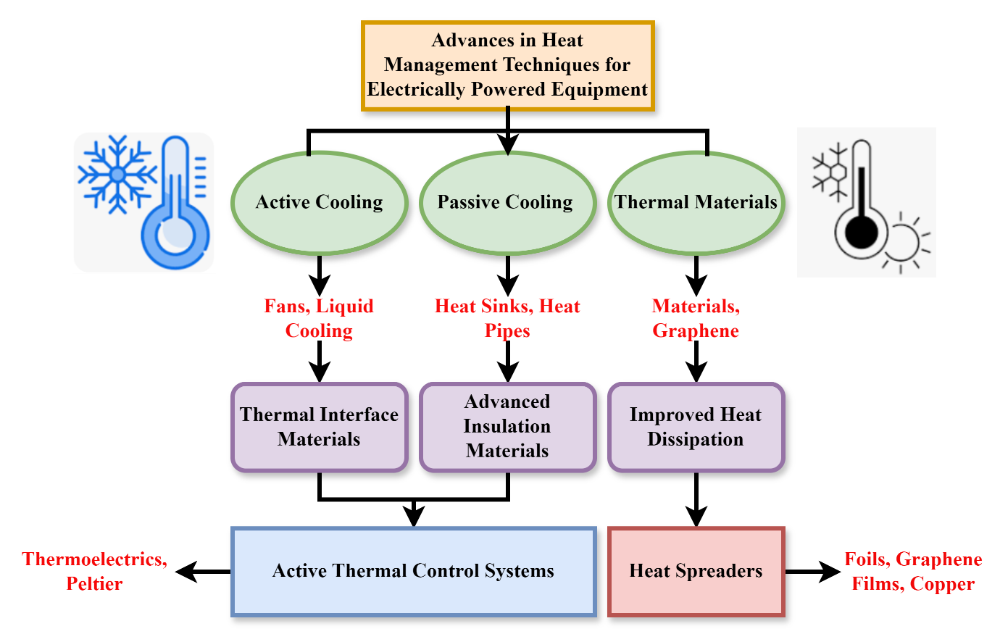 Advances in Heat
Management Techniques for
Electrically Powered Equipment
Active Cooling
Passive Cooling
Thermal Materials
Fans, Liquid
Cooling
Heat Sinks, Heat
Pipes
Materials,
Graphene
Thermal Interface
Materials
Advanced
Insulation
Materials
Improved Heat
Dissipation
Thermoelectrics,
Peltier
Active Thermal Control Systems
Heat Spreaders
Foils, Graphene
Films, Copper